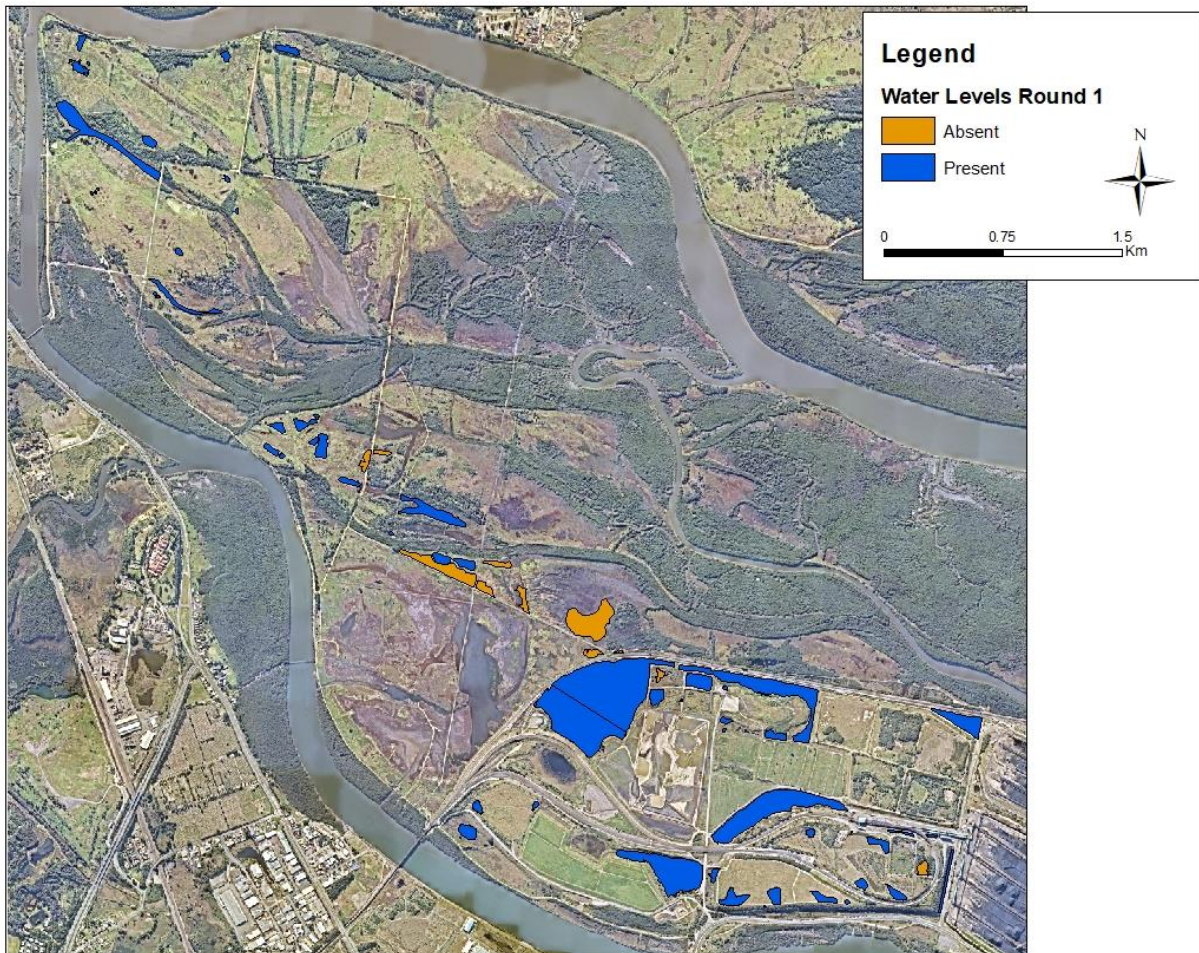 Legend
Water Levels Round 1
Absent
Present
N
0 0.75 1.5
Km